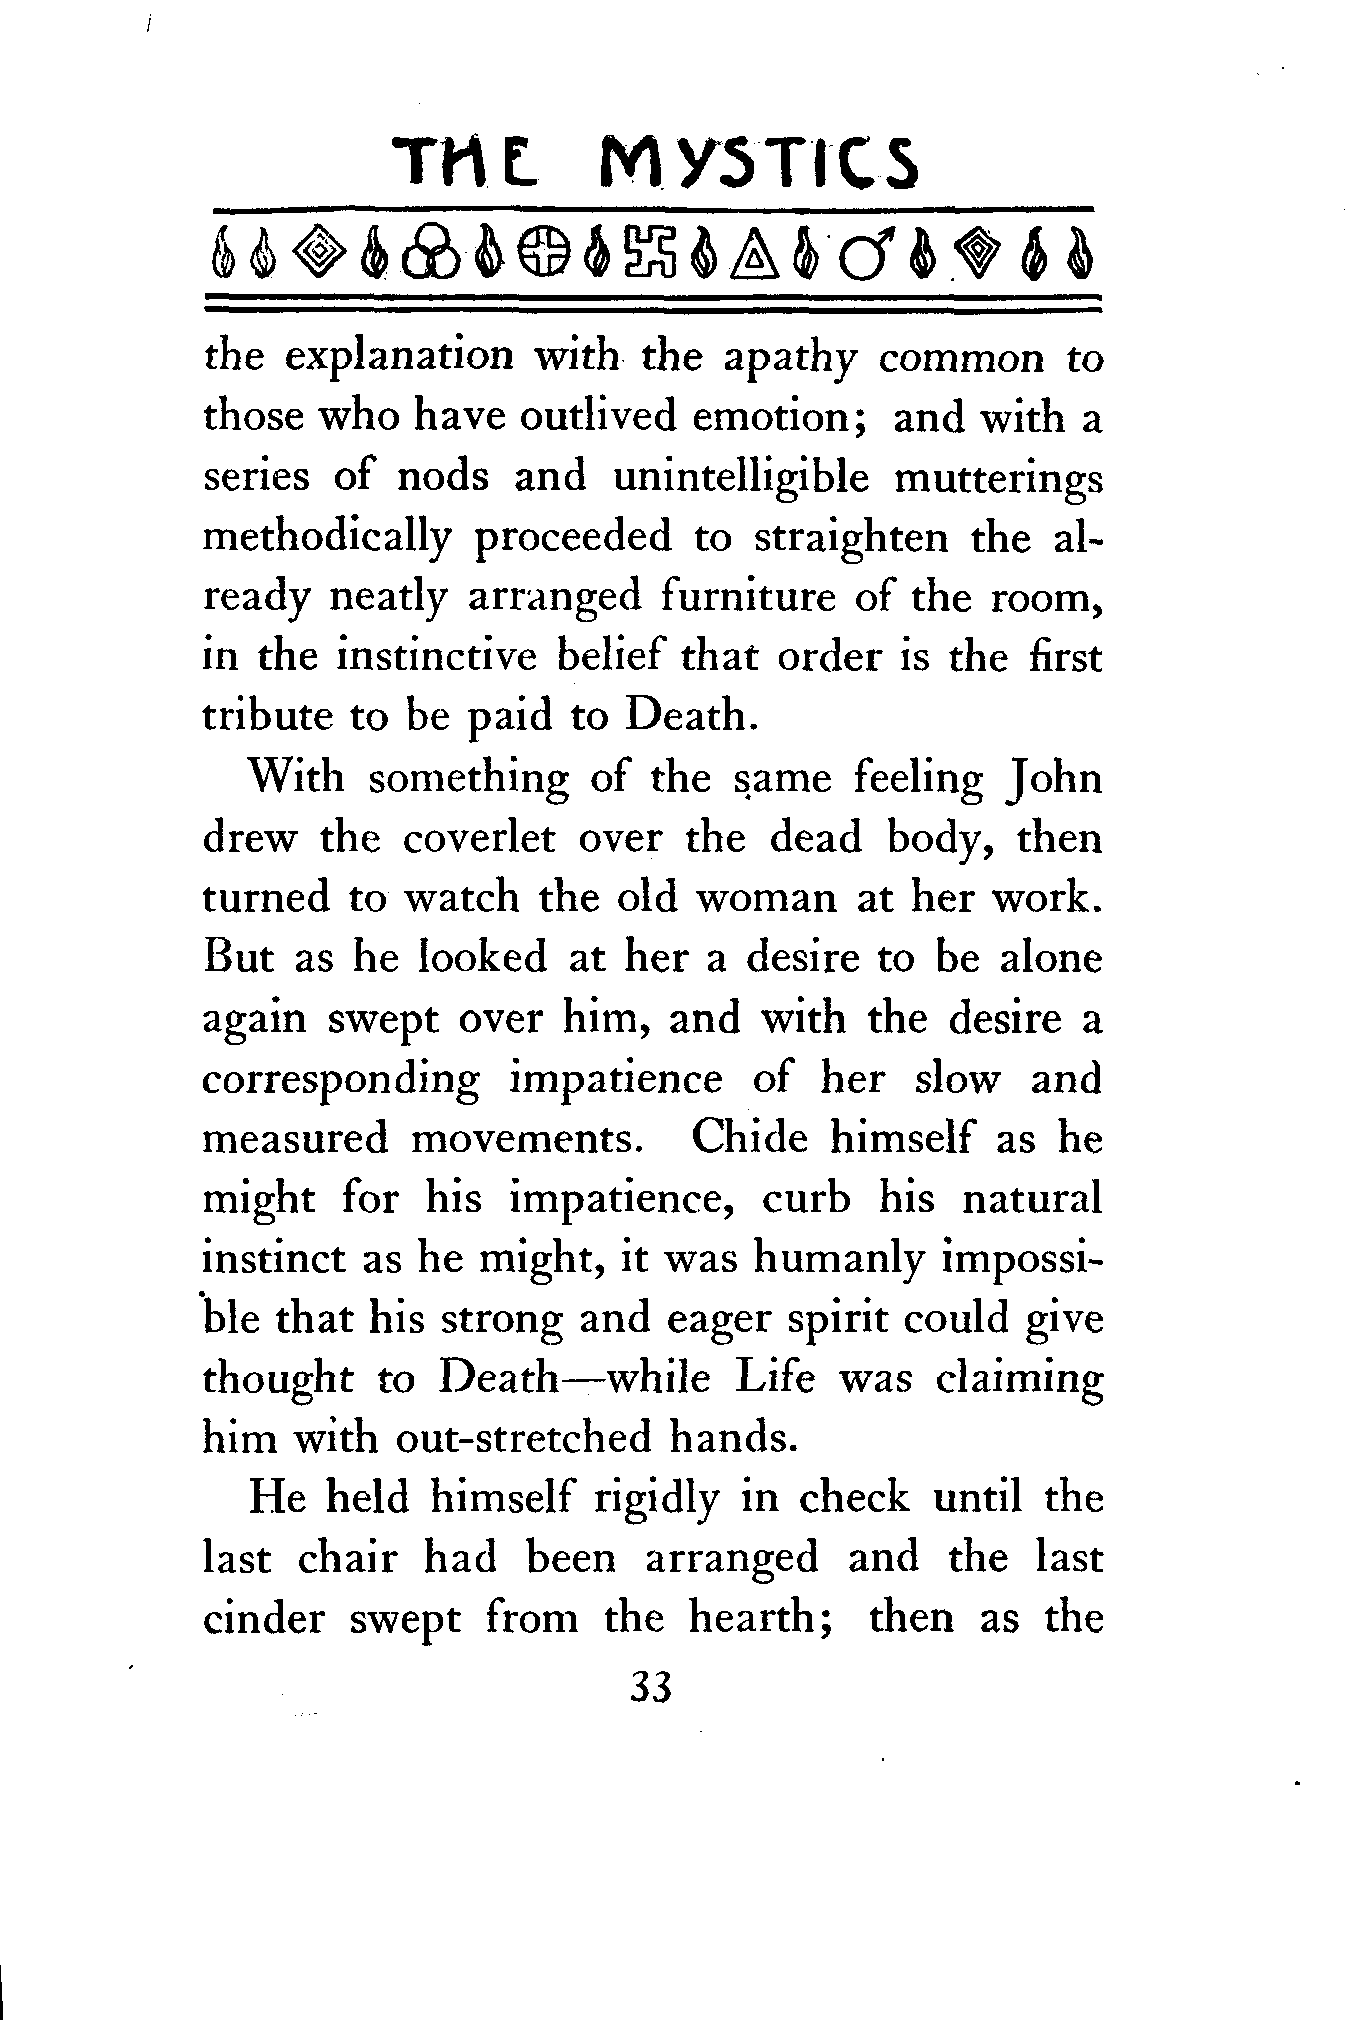 THE MYSTICS
the explanation with the apathy common to
those who have outlived emotion; and with a
series of nods and unintelligible mutterings
methodically proceeded to straighten the al-
ready neatly arranged furniture of the room,
in the instinctive belief that order is the first
tribute to be paid to Death.
With something of the same feeling John
drew the coverlet over the dead body, then
turned to watch the old woman at her work.
But as he looked at her a desire to be alone
again swept over him, and with the desire a
corresponding impatience of her slow and
measured movements. Chide himself as he
might for his impatience, curb his natural
instinct as he might, it was humanly impossi-
ble that his strong and eager spirit could give
thought to Death—while Life was claiming
him with out-stretched hands.
He held himself rigidly in check until the
last chair had been arranged and the last
cinder swept from the hearth; then as the
33